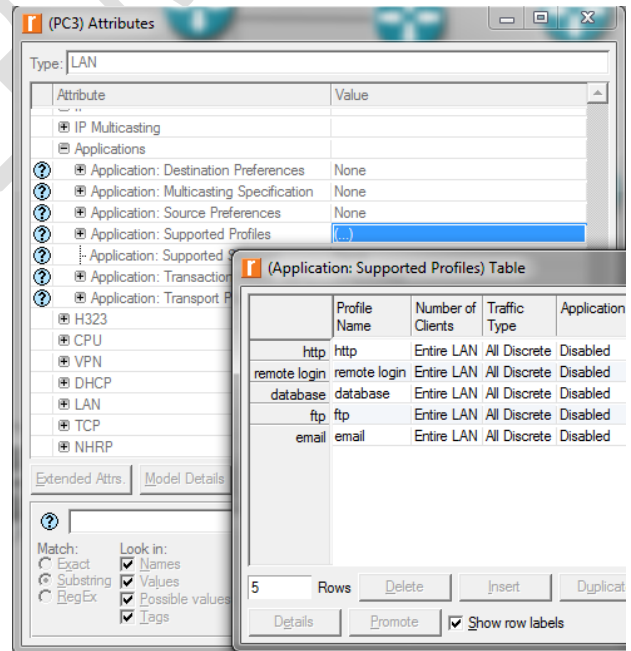 (PC3) Attributes
Type: LAN
Attribute Value
IP Multicasting
Applications
Application: Destination Preferences None
Application: Multicasting Specification None
Application: Source Preferences None
Application: Supported Profiles (...)
Application: Supported S
Application: Transaction
Application: Transport P
H323
CPU
VPN
DHCP
LAN
TCP
NHRP
Extended Attrs. Model Details
Match: Look in:
Exact Names
Substring Values
RegEx Possible values
Tags
(Application: Supported Profiles) Table
Profile Name Number of Clients Traffic Type Application
http http Entire LAN All Discrete Disabled
remote login remote login Entire LAN All Discrete Disabled
database database Entire LAN All Discrete Disabled
ftp ftp Entire LAN All Discrete Disabled
email email Entire LAN All Discrete Disabled
5 Rows Delete Insert Duplicat
Details Promote Show row labels